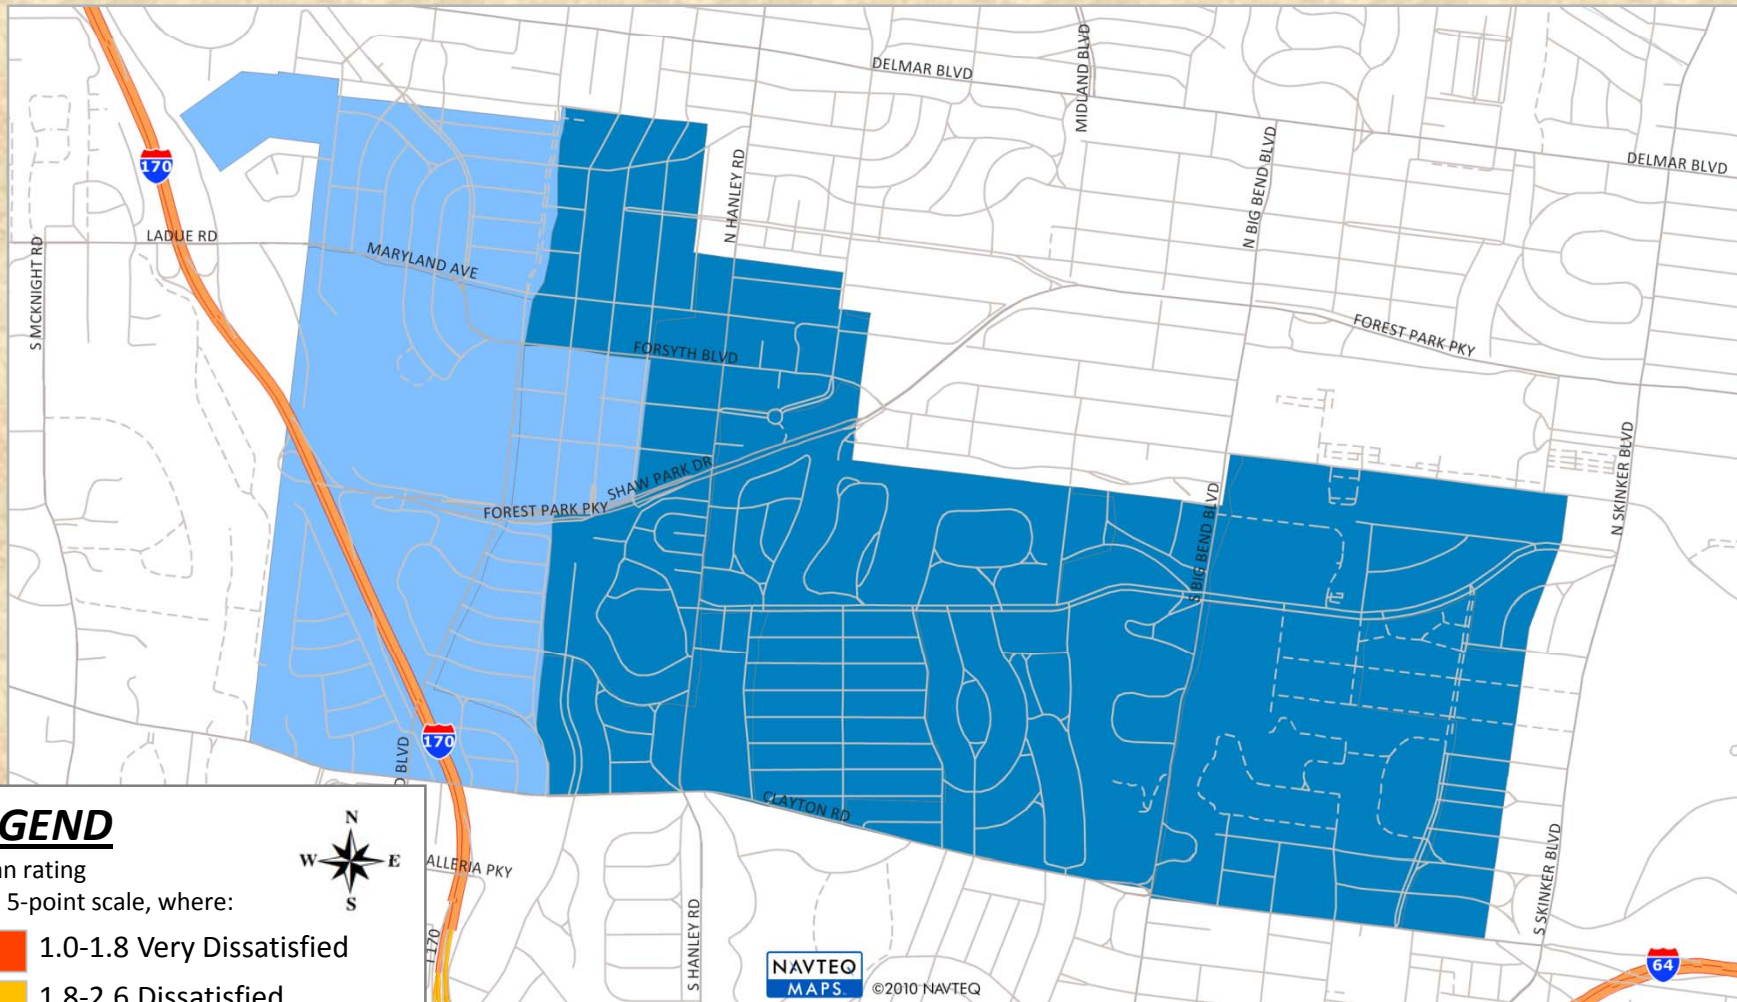 DELMAR BLVD
MIDLAND BLVD
170
N HANLEY RD
N BIG BEND BLVD
DELMAR BLVD
S MCKNIGHT RD
LADUE RD
MARYLAND AVE
FORSYTH BLVD
FOREST PARK PKY
SHAW PARK DR
FOREST PARK PKY
S BIG BEND BLVD
N SKINKER BLVD
170
D BLVD
CLAYTON RD
GEND
N
W
E
S
an rating
5-point scale, where:
1.0-1.8 Very Dissatisfied
1.8-2.6 Dissatisfied
ALLERIA PKY
I 170
S HANLEY RD
S SKINKER BLVD
NAVTEQ
MAPS
©2010 NAVTEQ
64